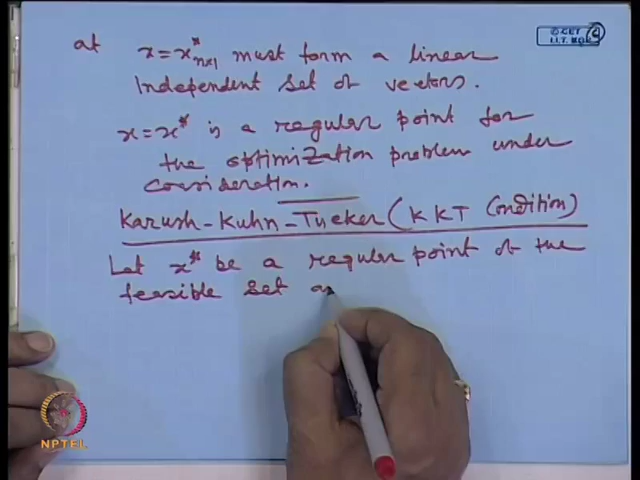 at x = x*ₙₓ₁ must form a linear
Independent set of vectors.
x = x* is a regular point for
the optimization problem under
cosiseration.
Karush-Kuhn-Tucker (KKT Condition)
Let x* be a regular point of the
feasible set a
© CET
I.I.T. KGP
NPTEL